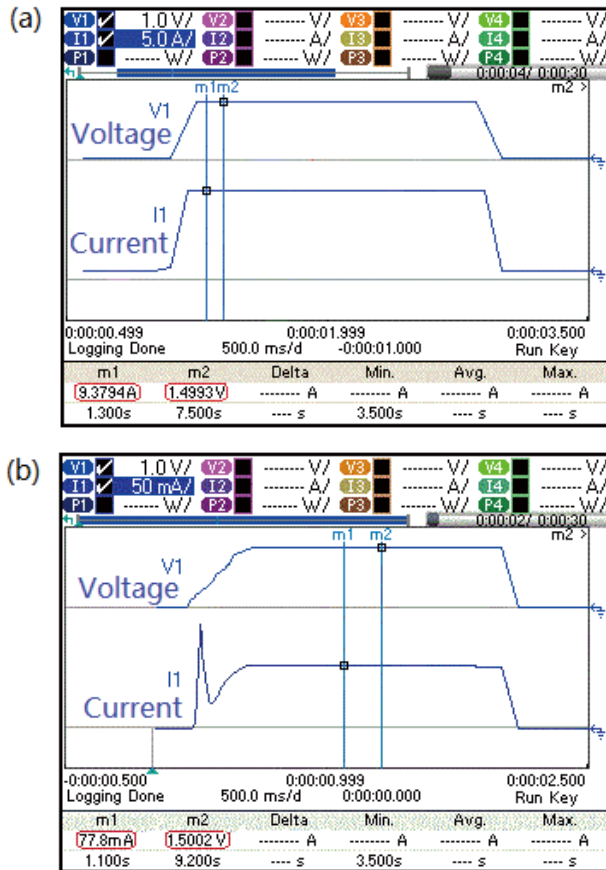 (a)
V1 1.0 V/ V2 ------ V/ V3 ------ V/ V4 ------ V/
I1 5.0 A/ I2 ------ A/ I3 ------ A/ I4 ------ A/
P1 ------ W/ P2 ------ W/ P3 ------ W/ P4 ------ W/
0:00:04/ 0:00:30
m1 m2 m2 >
V1
Voltage
I1
Current
0:00:00.499 0:00:01.999 0:00:03.500
Logging Done 500.0 ms/d -0:00:01.000 Run Key
m1 m2 Delta Min. Avg. Max.
9.3794A 1.4993V ------- A ------- A ------- A ------- A
1.300s 7.500s ---- s 3.500s ---- s ---- s
(b)
V1 1.0 V/ V2 ------ V/ V3 ------ V/ V4 ------ V/
I1 50 mA/ I2 ------ A/ I3 ------ A/ I4 ------ A/
P1 ------ W/ P2 ------ W/ P3 ------ W/ P4 ------ W/
0:00:02/ 0:00:30
m1 m2 m2 >
V1
Voltage
I1
Current
-0:00:00.500 0:00:00.999 0:00:02.500
Logging Done 500.0 ms/d 0:00:00.000 Run Key
m1 m2 Delta Min. Avg. Max.
77.8mA 1.5002 V ------- A ------- A ------- A ------- A
1.100s 9.200s ---- s 3.500s ---- s ---- s